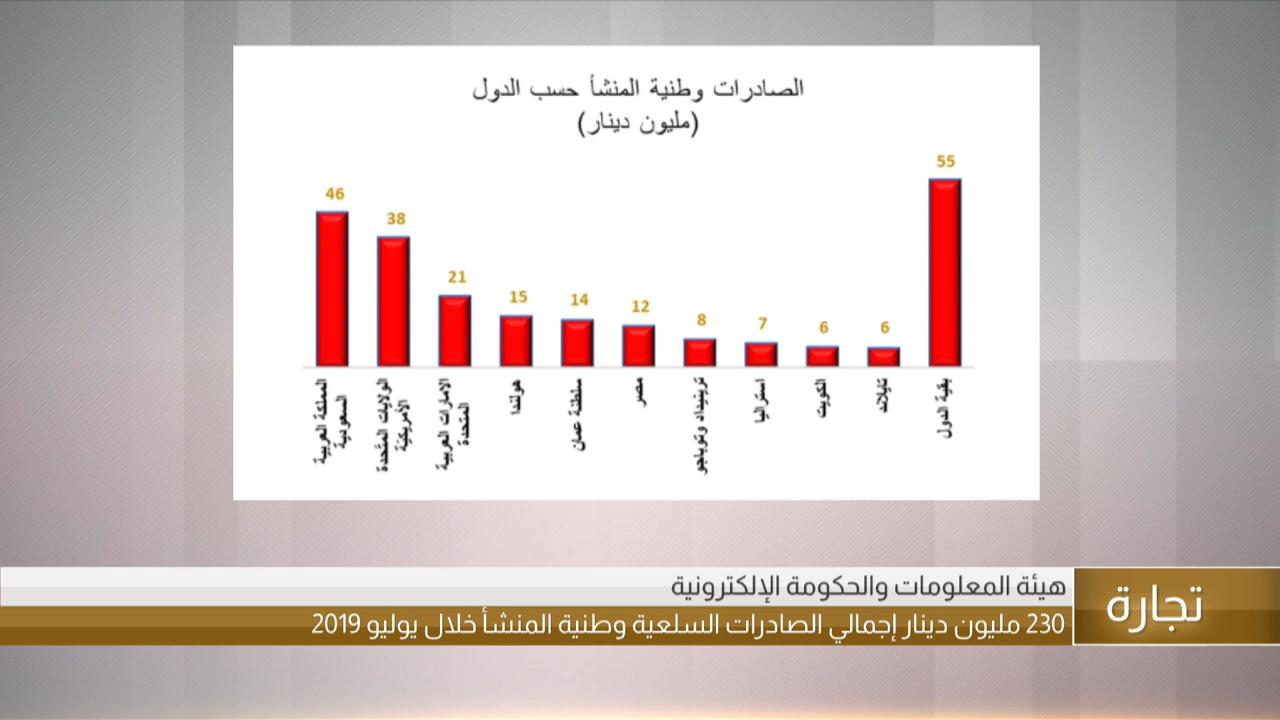 الصادرات وطنية المنشأ حسب الدول
(مليون دينار)
46
38
21
15
14
12
8
7
6
6
55
المملكة العربية
السعودية
الولايات المتحدة
الأمريكية
الإمارات العربية
المتحدة
هولندا
سلطنة عمان
مصر
ترينيداد وتوباجو
استراليا
الكويت
تايلاند
بقية الدول
تجارة
هيئة المعلومات والحكومة الإلكترونية
230 مليون دينار إجمالي الصادرات السلعية وطنية المنشأ خلال يوليو 2019